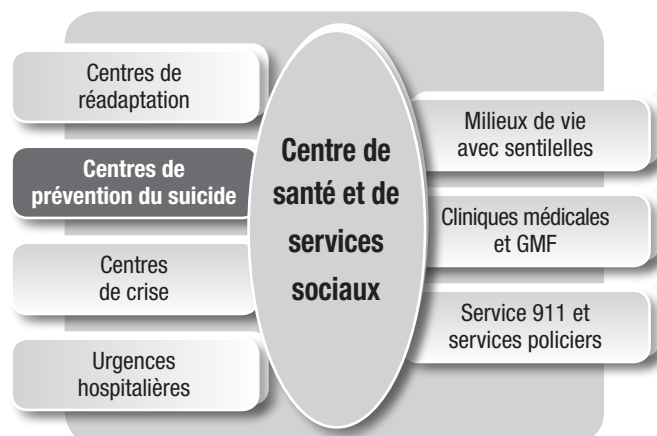 Centres de
réadaptation
Centres de
prévention du suicide
Centres
de crise
Urgences
hospitalières
Centre de
santé et de
services
sociaux
Milieux de vie
avec sentilelles
Cliniques médicales
et GMF
Service 911 et
services policiers